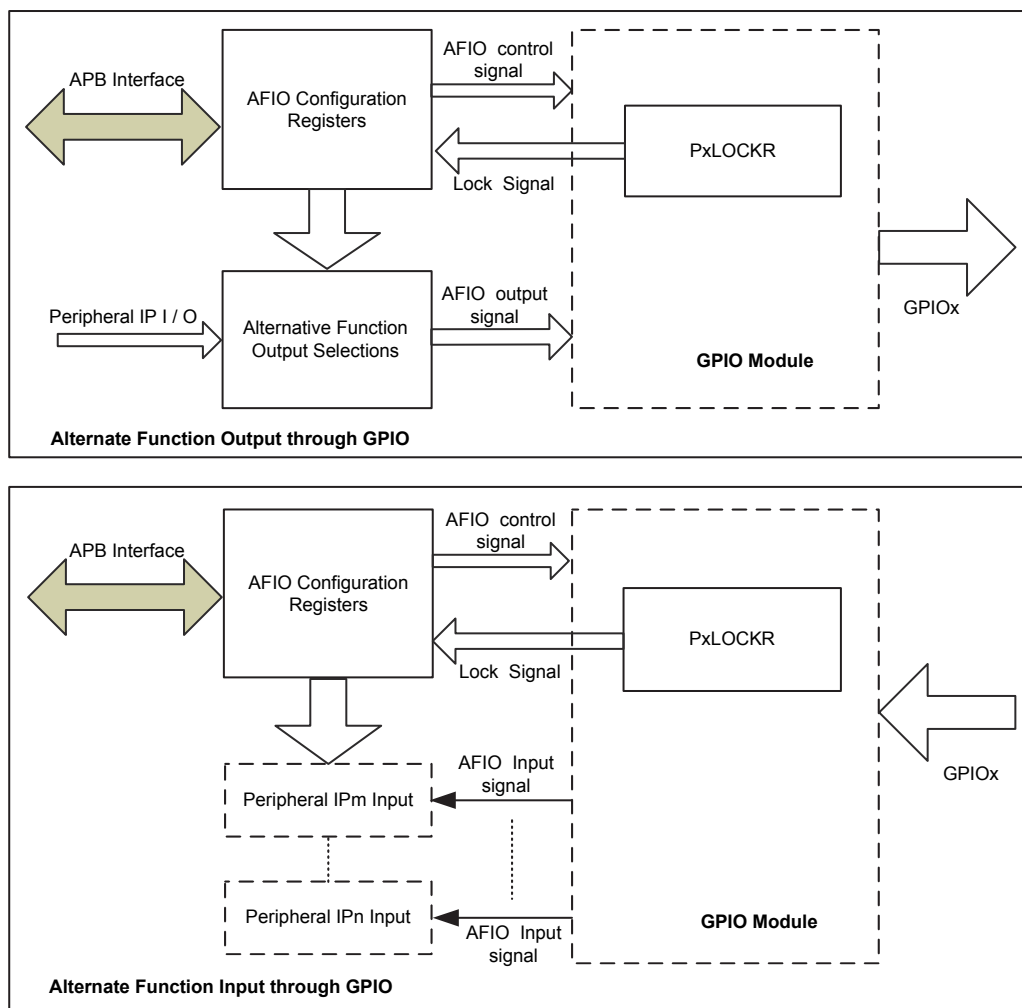 APB Interface
AFIO Configuration
Registers
AFIO control
signal
Lock Signal
PxLOCKR
Peripheral IP I / O
Alternative Function
Output Selections
AFIO output
signal
GPIO Module
GPIOx
Alternate Function Output through GPIO
APB Interface
AFIO Configuration
Registers
AFIO control
signal
Lock Signal
PxLOCKR
Peripheral IPm Input
AFIO Input
signal
GPIOx
Peripheral IPn Input
AFIO Input
signal
GPIO Module
Alternate Function Input through GPIO